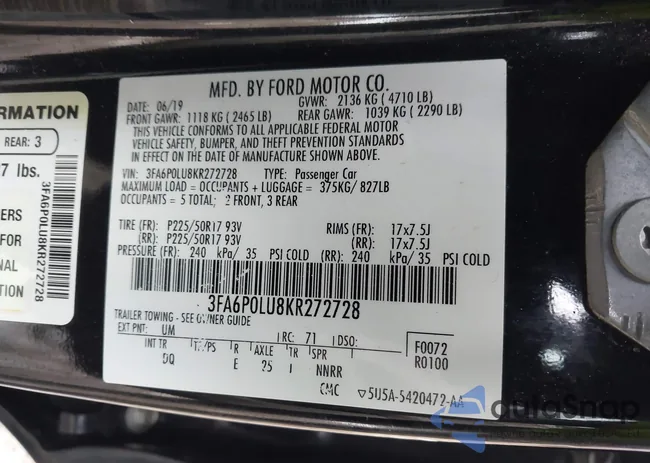 MFD. BY FORD MOTOR CO.
DATE: 06/19 GVWR: 2136 KG (4710 LB)
FRONT GAWR: 1118 KG (2465 LB) REAR GAWR: 1039 KG (2290 LB)
THIS VEHICLE CONFORMS TO ALL APPLICABLE FEDERAL MOTOR
VEHICLE SAFETY, BUMPER, AND THEFT PREVENTION STANDARDS
IN EFFECT ON THE DATE OF MANUFACTURE SHOWN ABOVE.
VIN: 3FA6P0LU8KR272728 TYPE: Passenger Car
MAXIMUM LOAD = OCCUPANTS + LUGGAGE = 375KG/ 827LB
OCCUPANTS = 5 TOTAL; 2 FRONT, 3 REAR
TIRE (FR): P225/50R17 93V RIMS (FR): 17x7.5J
(RR): P225/50R17 93V (RR): 17x7.5J
PRESSURE (FR): 240 kPa/ 35 PSI COLD (RR): 240 kPa/ 35 PSI COLD
3FA6P0LU8KR272728
TRAILER TOWING - SEE OWNER GUIDE
EXT PNT: UM RC: 71 DSO: F0072
R0100
INT TR TP/PS R AXLE TR SPR
DQ E 25 I NNRR
CMC 5U5A-5420472-AA
ORMATION
REAR: 3
7 lbs.
ERS
FOR
NAL
ION
3FA6P0LU8KR272728
AutoSnap